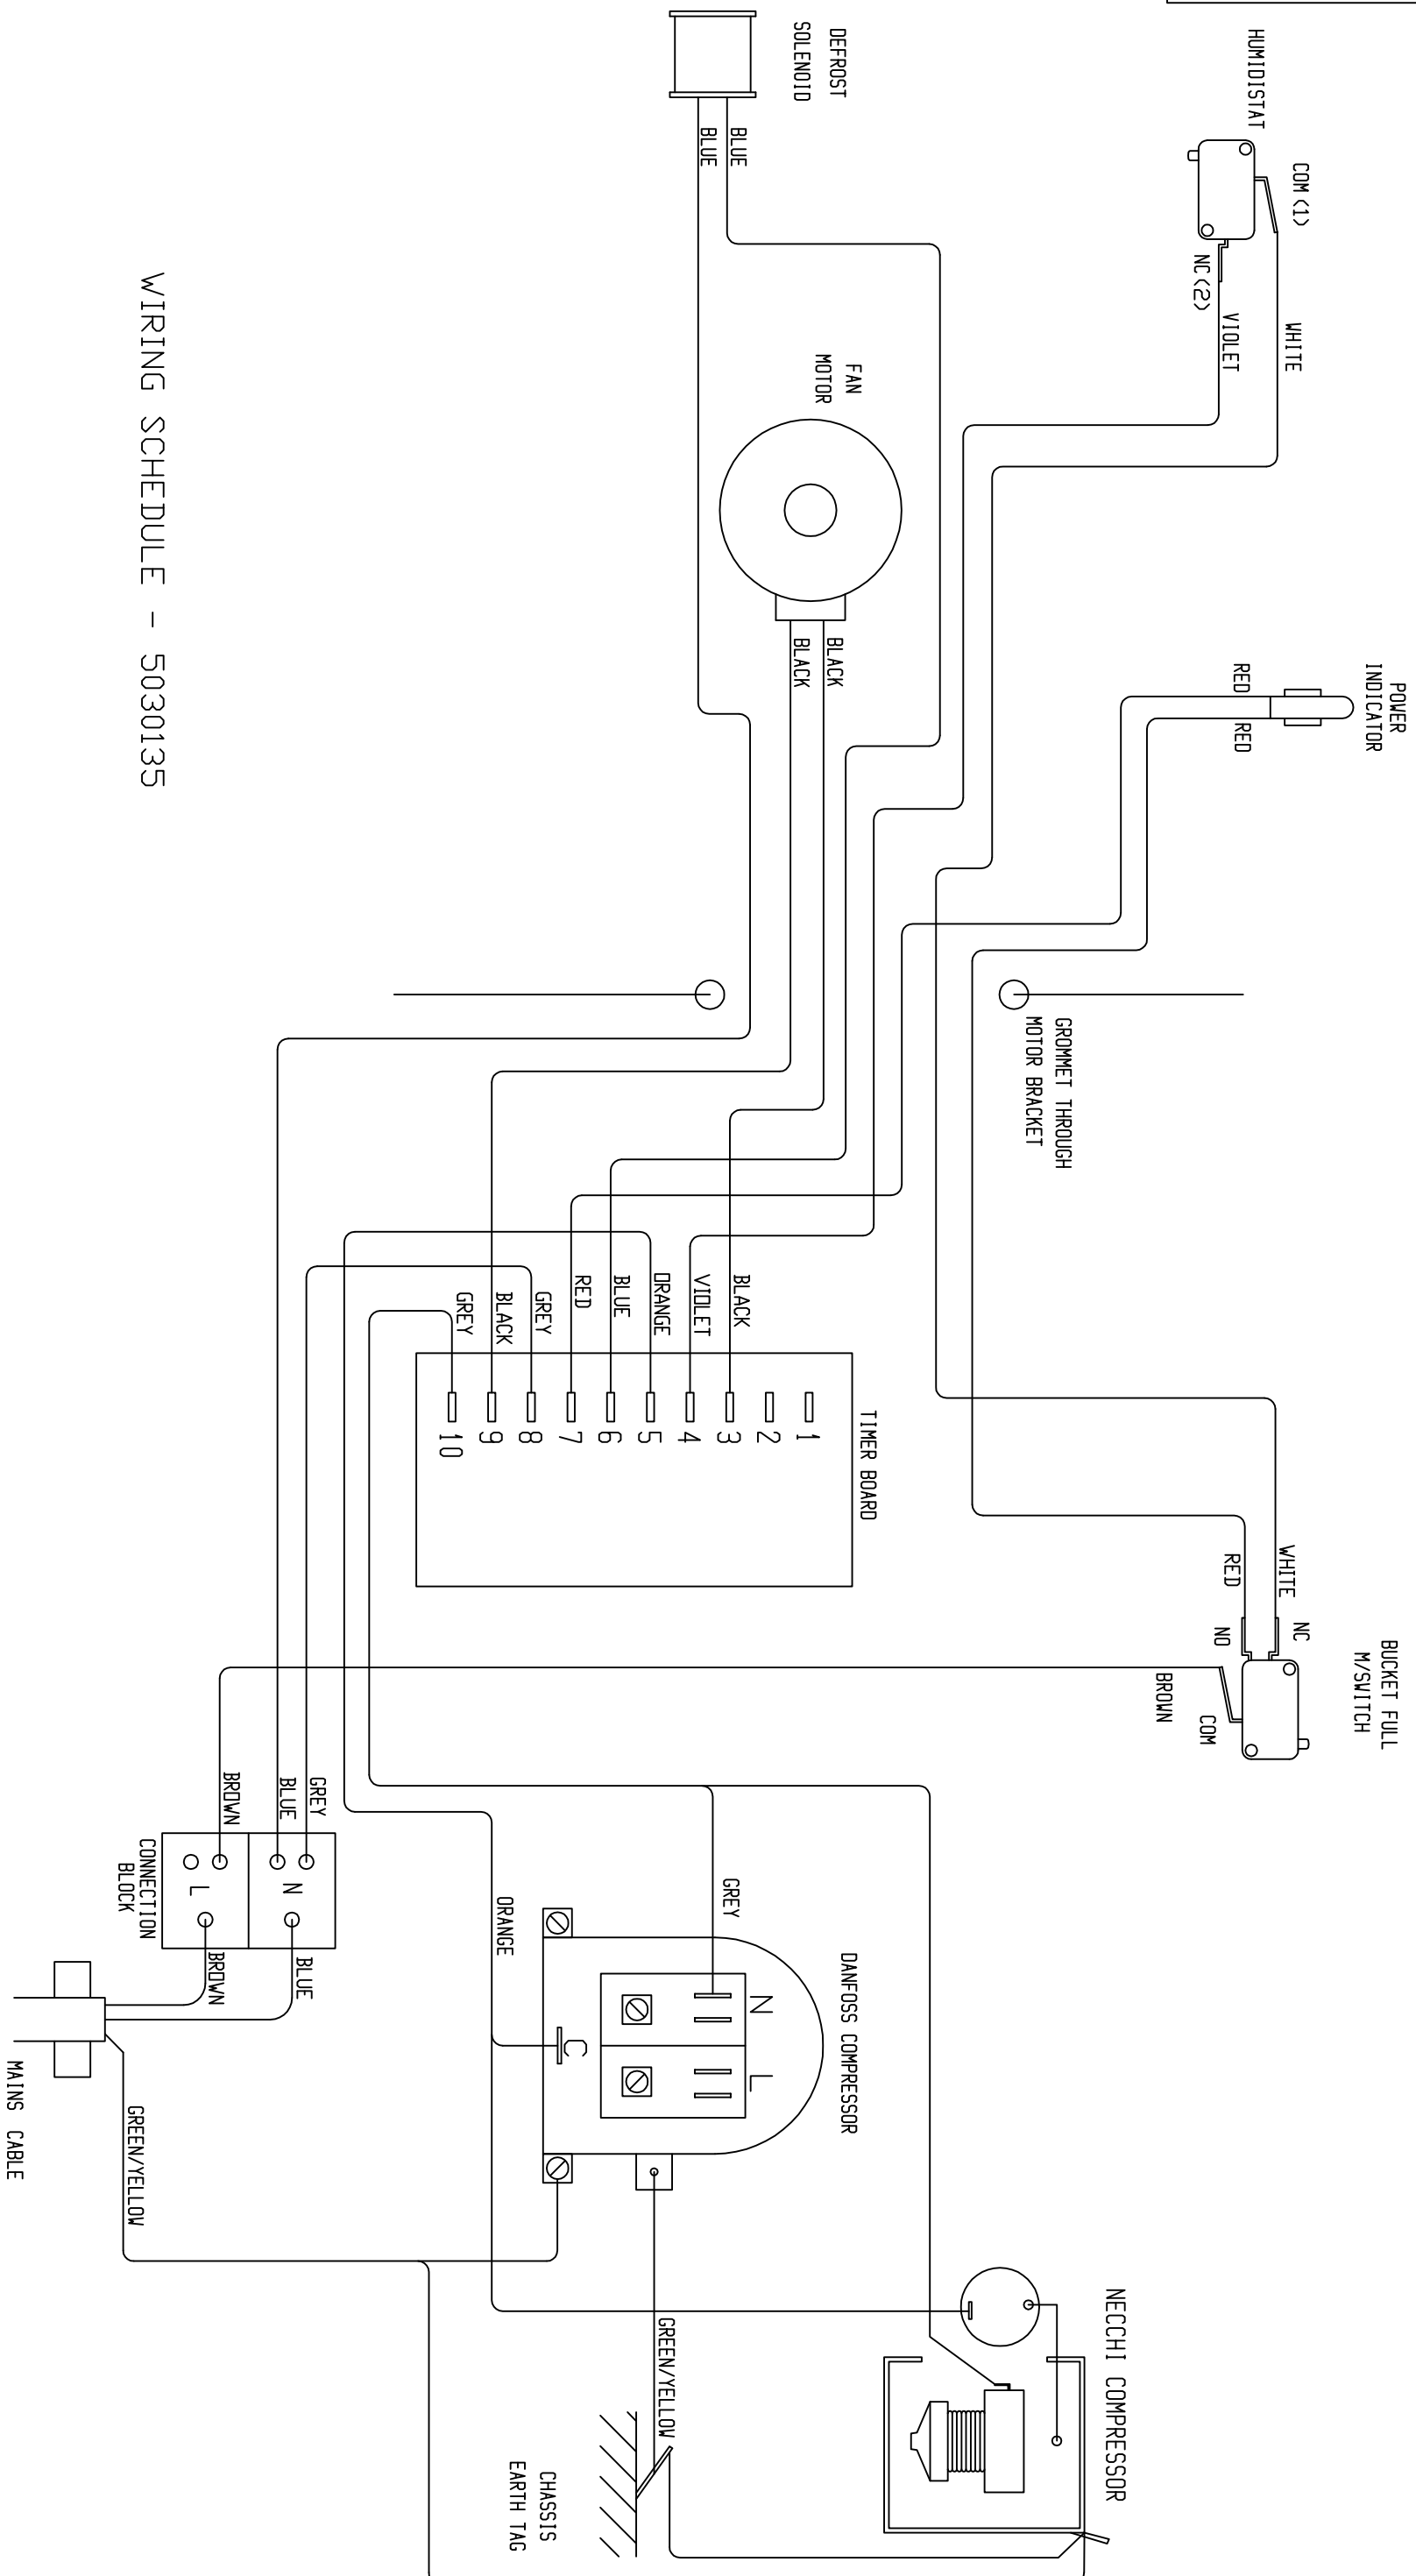 DEFROST
SOLENOID
BLUE
BLUE
HUMIDISTAT
COM (1)
NC (2)
VIOLET
WHITE
FAN
MOTOR
BLACK
BLACK
POWER
INDICATOR
RED
RED
WIRING SCHEDULE - 5030135
GROMMET THROUGH
MOTOR BRACKET
TIMER BOARD
BLACK
VIOLET
ORANGE
BLUE
RED
GREY
BLACK
GREY
1
2
3
4
5
6
7
8
9
10
BUCKET FULL
M/SWITCH
WHITE
RED
NC
NO
COM
BROWN
GREY
BLUE
BROWN
N
L
CONNECTION
BLOCK
BLUE
BROWN
MAINS CABLE
GREEN/YELLOW
DANFOSS COMPRESSOR
GREY
ORANGE
N
L
C
NECCHI COMPRESSOR
GREEN/YELLOW
CHASSIS
EARTH TAG